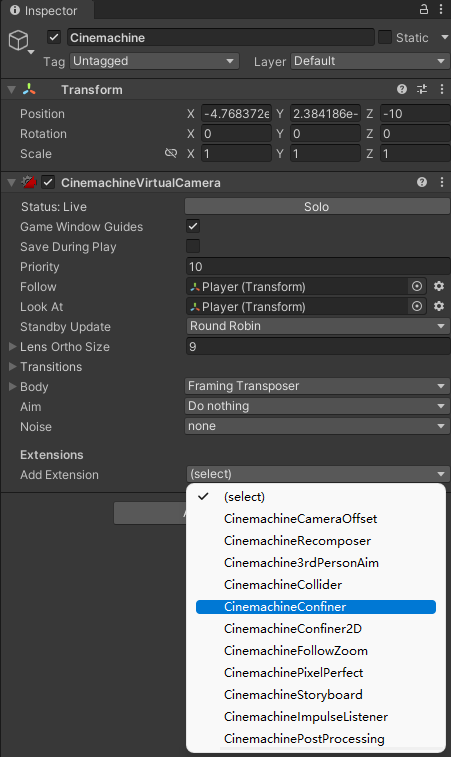 Inspector
Cinemachine Static
Tag Untagged Layer Default
Transform
Position X -4.768372e Y 2.384186e- Z -10
Rotation X 0 Y 0 Z 0
Scale X 1 Y 1 Z 1
CinemachineVirtualCamera
Status: Live Solo
Game Window Guides
Save During Play
Priority 10
Follow Player (Transform)
Look At Player (Transform)
Standby Update Round Robin
Lens Ortho Size 9
Transitions
Body Framing Transposer
Aim Do nothing
Noise none
Extensions
Add Extension (select)
(select)
CinemachineCameraOffset
CinemachineRecomposer
Cinemachine3rdPersonAim
CinemachineCollider
CinemachineConfiner
CinemachineConfiner2D
CinemachineFollowZoom
CinemachinePixelPerfect
CinemachineStoryboard
CinemachineImpulseListener
CinemachinePostProcessing